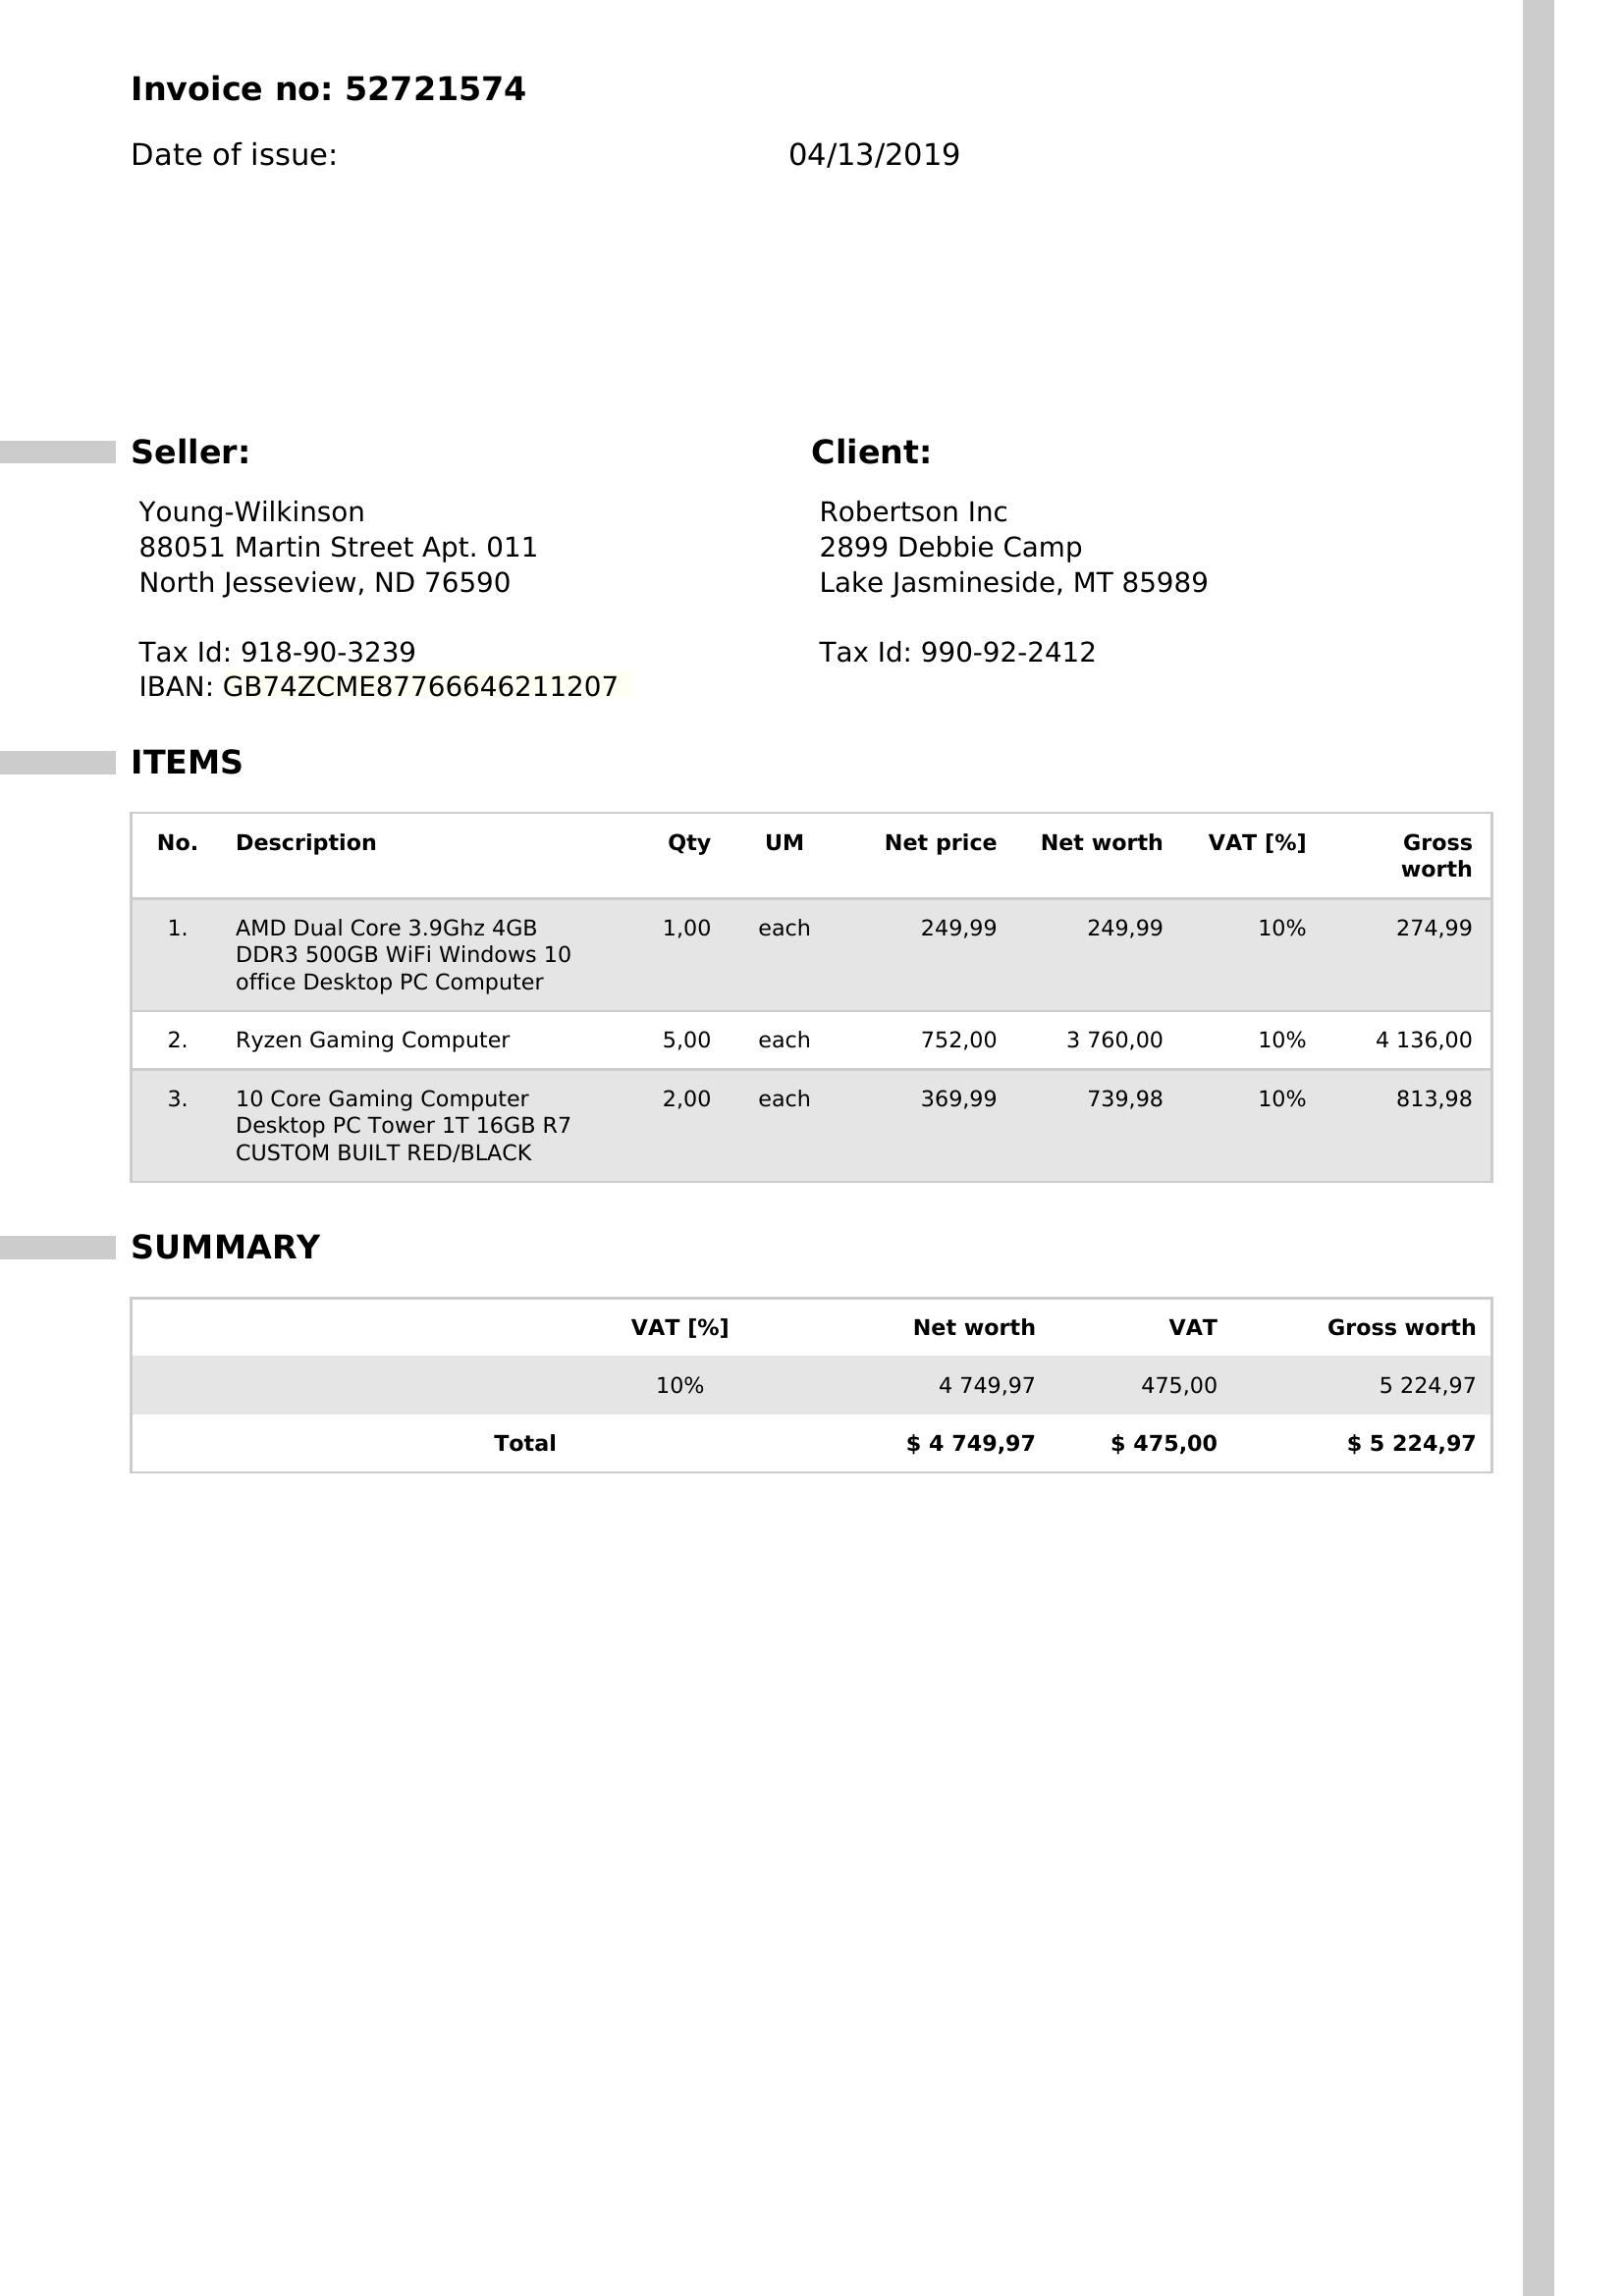 Invoice no: 52721574
Date of issue: 04/13/2019
Seller:
Young-Wilkinson
88051 Martin Street Apt. 011
North Jesseview, ND 76590
Tax Id: 918-90-3239
IBAN: GB74ZCME87766646211207
Client:
Robertson Inc
2899 Debbie Camp
Lake Jasmineside, MT 85989
Tax Id: 990-92-2412
ITEMS
No. Description Qty UM Net price Net worth VAT [%] Gross
worth
1. AMD Dual Core 3.9Ghz 4GB 1,00 each 249,99 249,99 10% 274,99
DDR3 500GB WiFi Windows 10
office Desktop PC Computer
2. Ryzen Gaming Computer 5,00 each 752,00 3 760,00 10% 4 136,00
3. 10 Core Gaming Computer 2,00 each 369,99 739,98 10% 813,98
Desktop PC Tower 1T 16GB R7
CUSTOM BUILT RED/BLACK
SUMMARY
VAT [%] Net worth VAT Gross worth
10% 4 749,97 475,00 5 224,97
Total $ 4 749,97 $ 475,00 $ 5 224,97